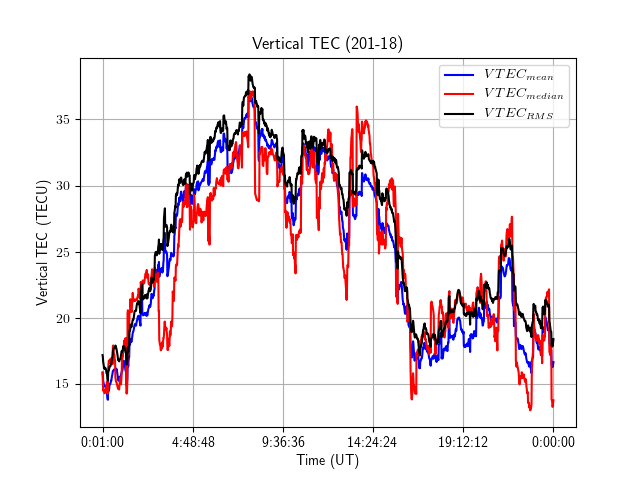 Vertical TEC (201-18)
VTEC_mean
VTEC_median
VTEC_RMS
Vertical TEC (TECU)
35
30
25
20
15
0:01:00 4:48:48 9:36:36 14:24:24 19:12:12 0:00:00
Time (UT)